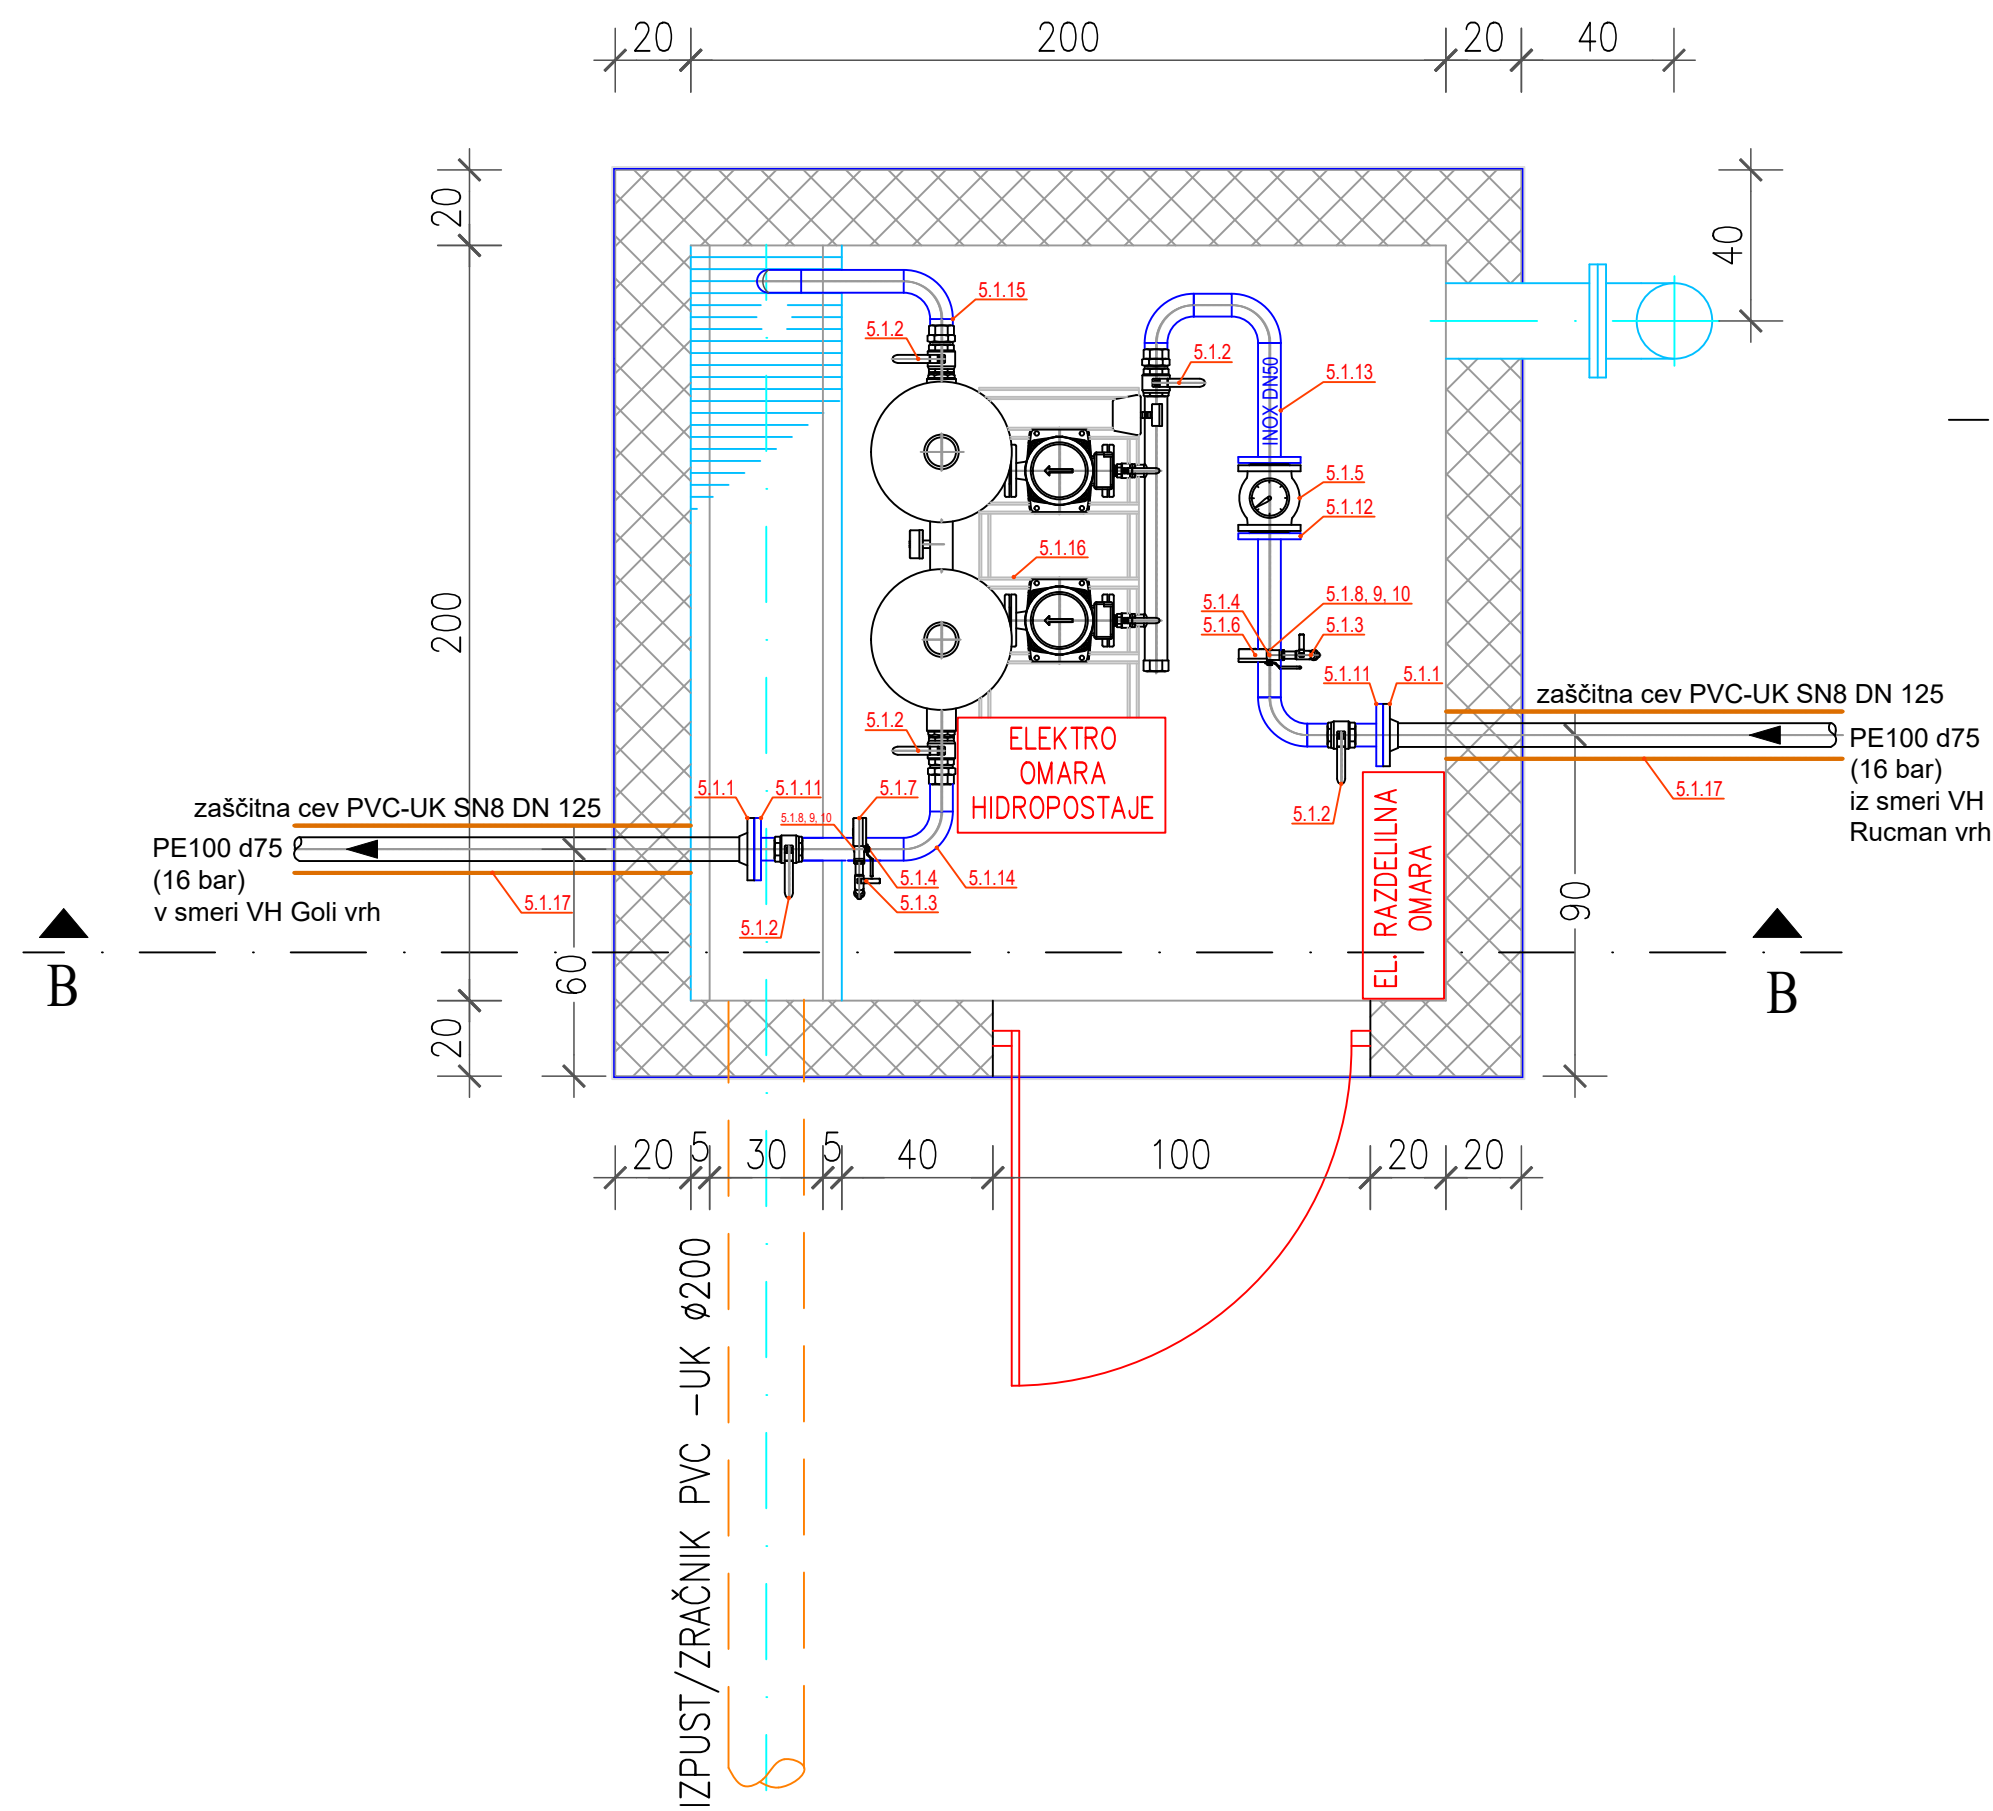 20
200
20
40
20
40
5.1.15
5.1.2
5.1.2
5.1.13
INOX DN50
5.1.5
5.1.12
5.1.16
200
5.1.4
5.1.8, 9, 10
5.1.6
5.1.3
5.1.11
5.1.1
zaščitna cev PVC-UK SN8 DN 125
PE100 d75
(16 bar)
iz smeri VH
Rucman vrh
5.1.17
5.1.2
5.1.2
ELEKTRO
OMARA
HIDROPOSTAJE
EL. RAZDELILNA
OMARA
90
zaščitna cev PVC-UK SN8 DN 125
PE100 d75
(16 bar)
v smeri VH Goli vrh
5.1.17
5.1.1
5.1.11
5.1.7
5.1.8, 9, 10
5.1.4
5.1.3
5.1.14
5.1.2
B
B
60
20
20
5
30
5
40
100
20
20
IZPUST/ZRAČNIK PVC -UK ø200